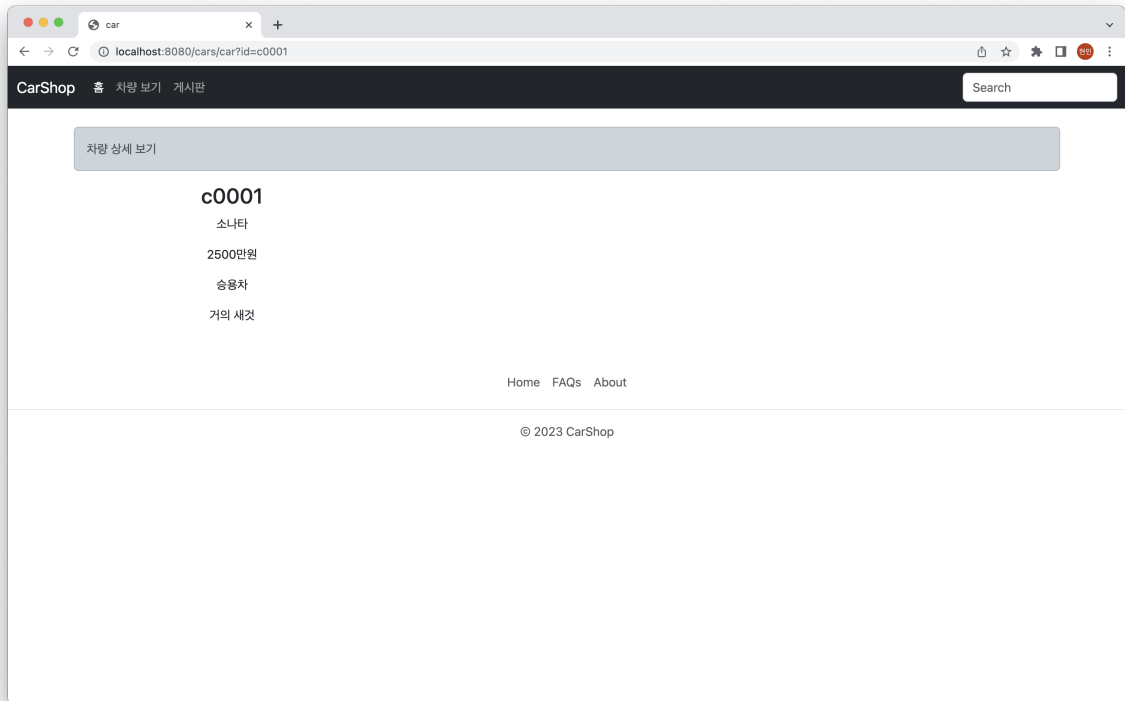 car
localhost:8080/cars/car?id=c0001
현민
CarShop 홈 차량 보기 게시판 Search
차량 상세 보기
c0001
소나타
2500만원
승용차
거의 새것
Home FAQs About
© 2023 CarShop